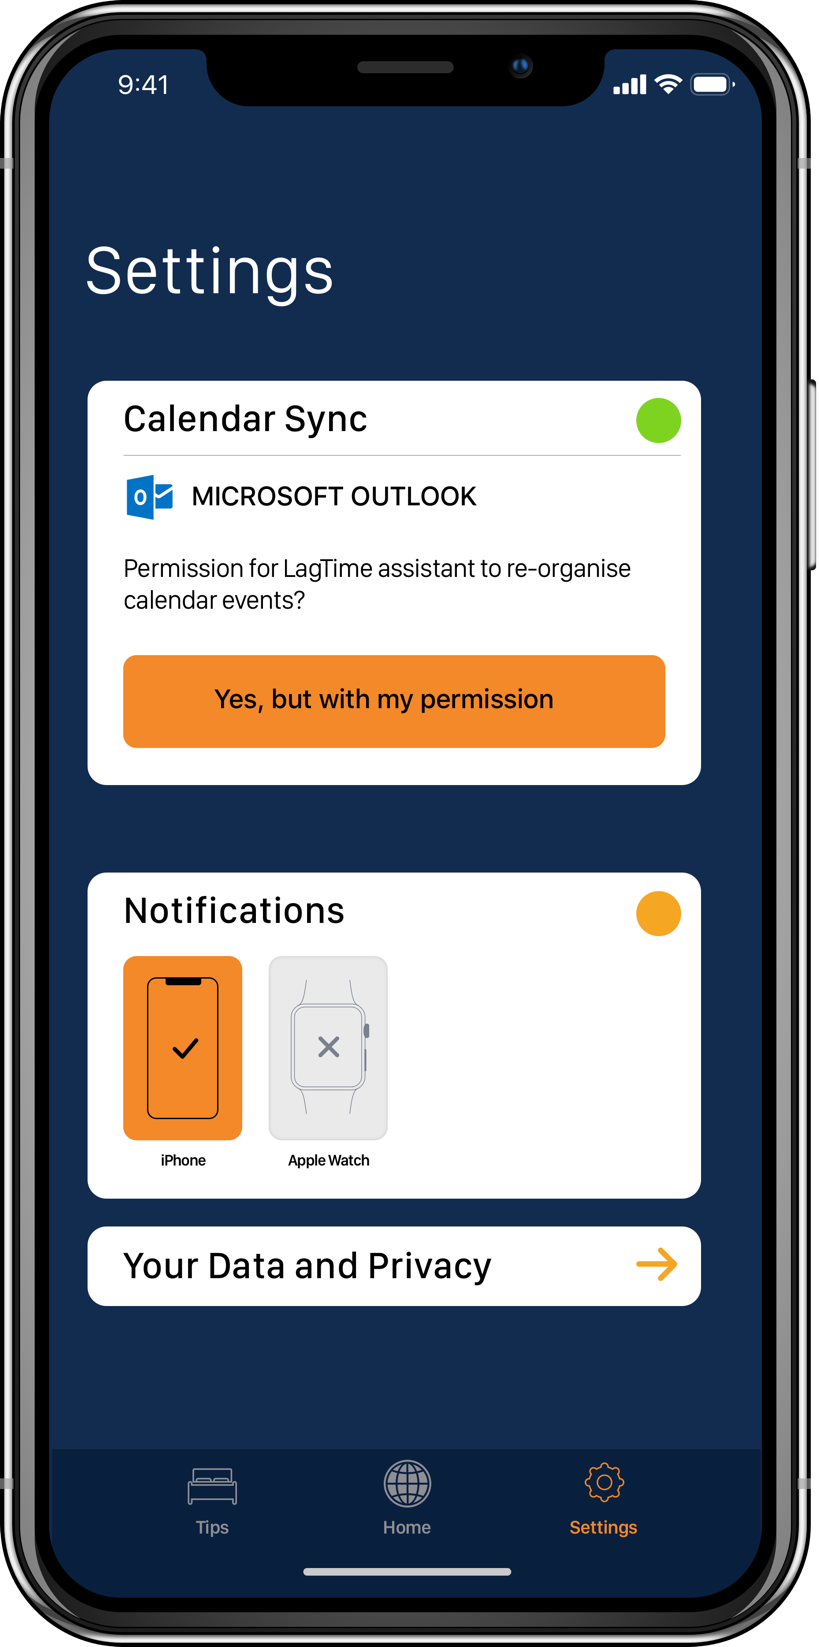 9:41
Settings
Calendar Sync
MICROSOFT OUTLOOK
Permission for LagTime assistant to re-organise
calendar events?
Yes, but with my permission
Notifications
iPhone
Apple Watch
Your Data and Privacy
Tips
Home
Settings